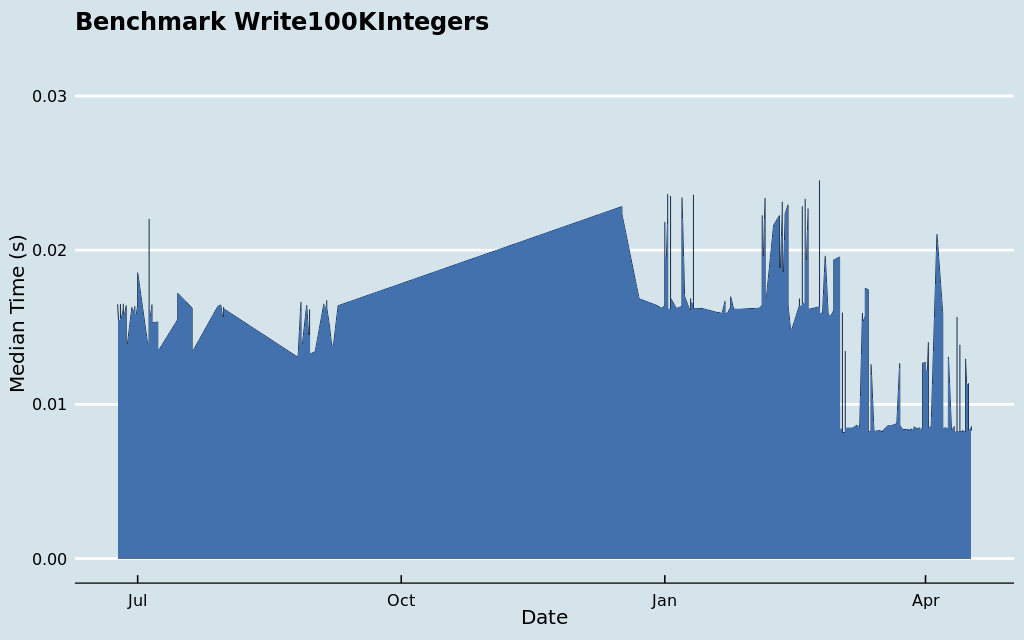 Benchmark Write100KIntegers
Median Time (s)
0.03
0.02
0.01
0.00
Jul
Oct
Jan
Apr
Date